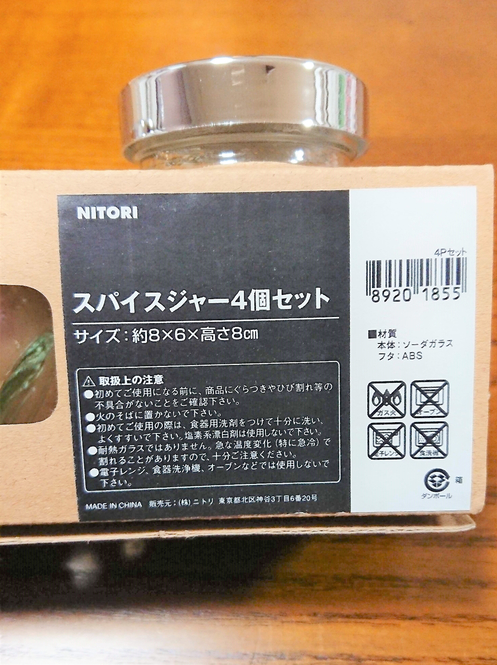 NITORI
スパイスジャー4個セット
サイズ:約8×6×高さ8㎝
取扱上の注意
●初めてご使用になる前に、商品にぐらつきやひび割れ等の
不具合がないことをご確認下さい。
●火のそばに置かないで下さい。
●初めてご使用の際は、食器用洗剤をつけて十分に洗い、
よくすすいで下さい。塩素系漂白剤は使用しないで下さい。
●耐熱ガラスではありません。急な温度変化(特に急冷)で
割れることがありますので、十分ご注意ください。
●電子レンジ、食器洗浄機、オーブンなどでは使用しないで
下さい。
MADE IN CHINA 販売元:(株)ニトリ 東京都北区神谷3丁目6番20号
4Pセット
8920 1855
■材質
本体:ソーダガラス
フタ:ABS
ガス火
オーブン
電子レンジ
食洗機
箱
ダンボール